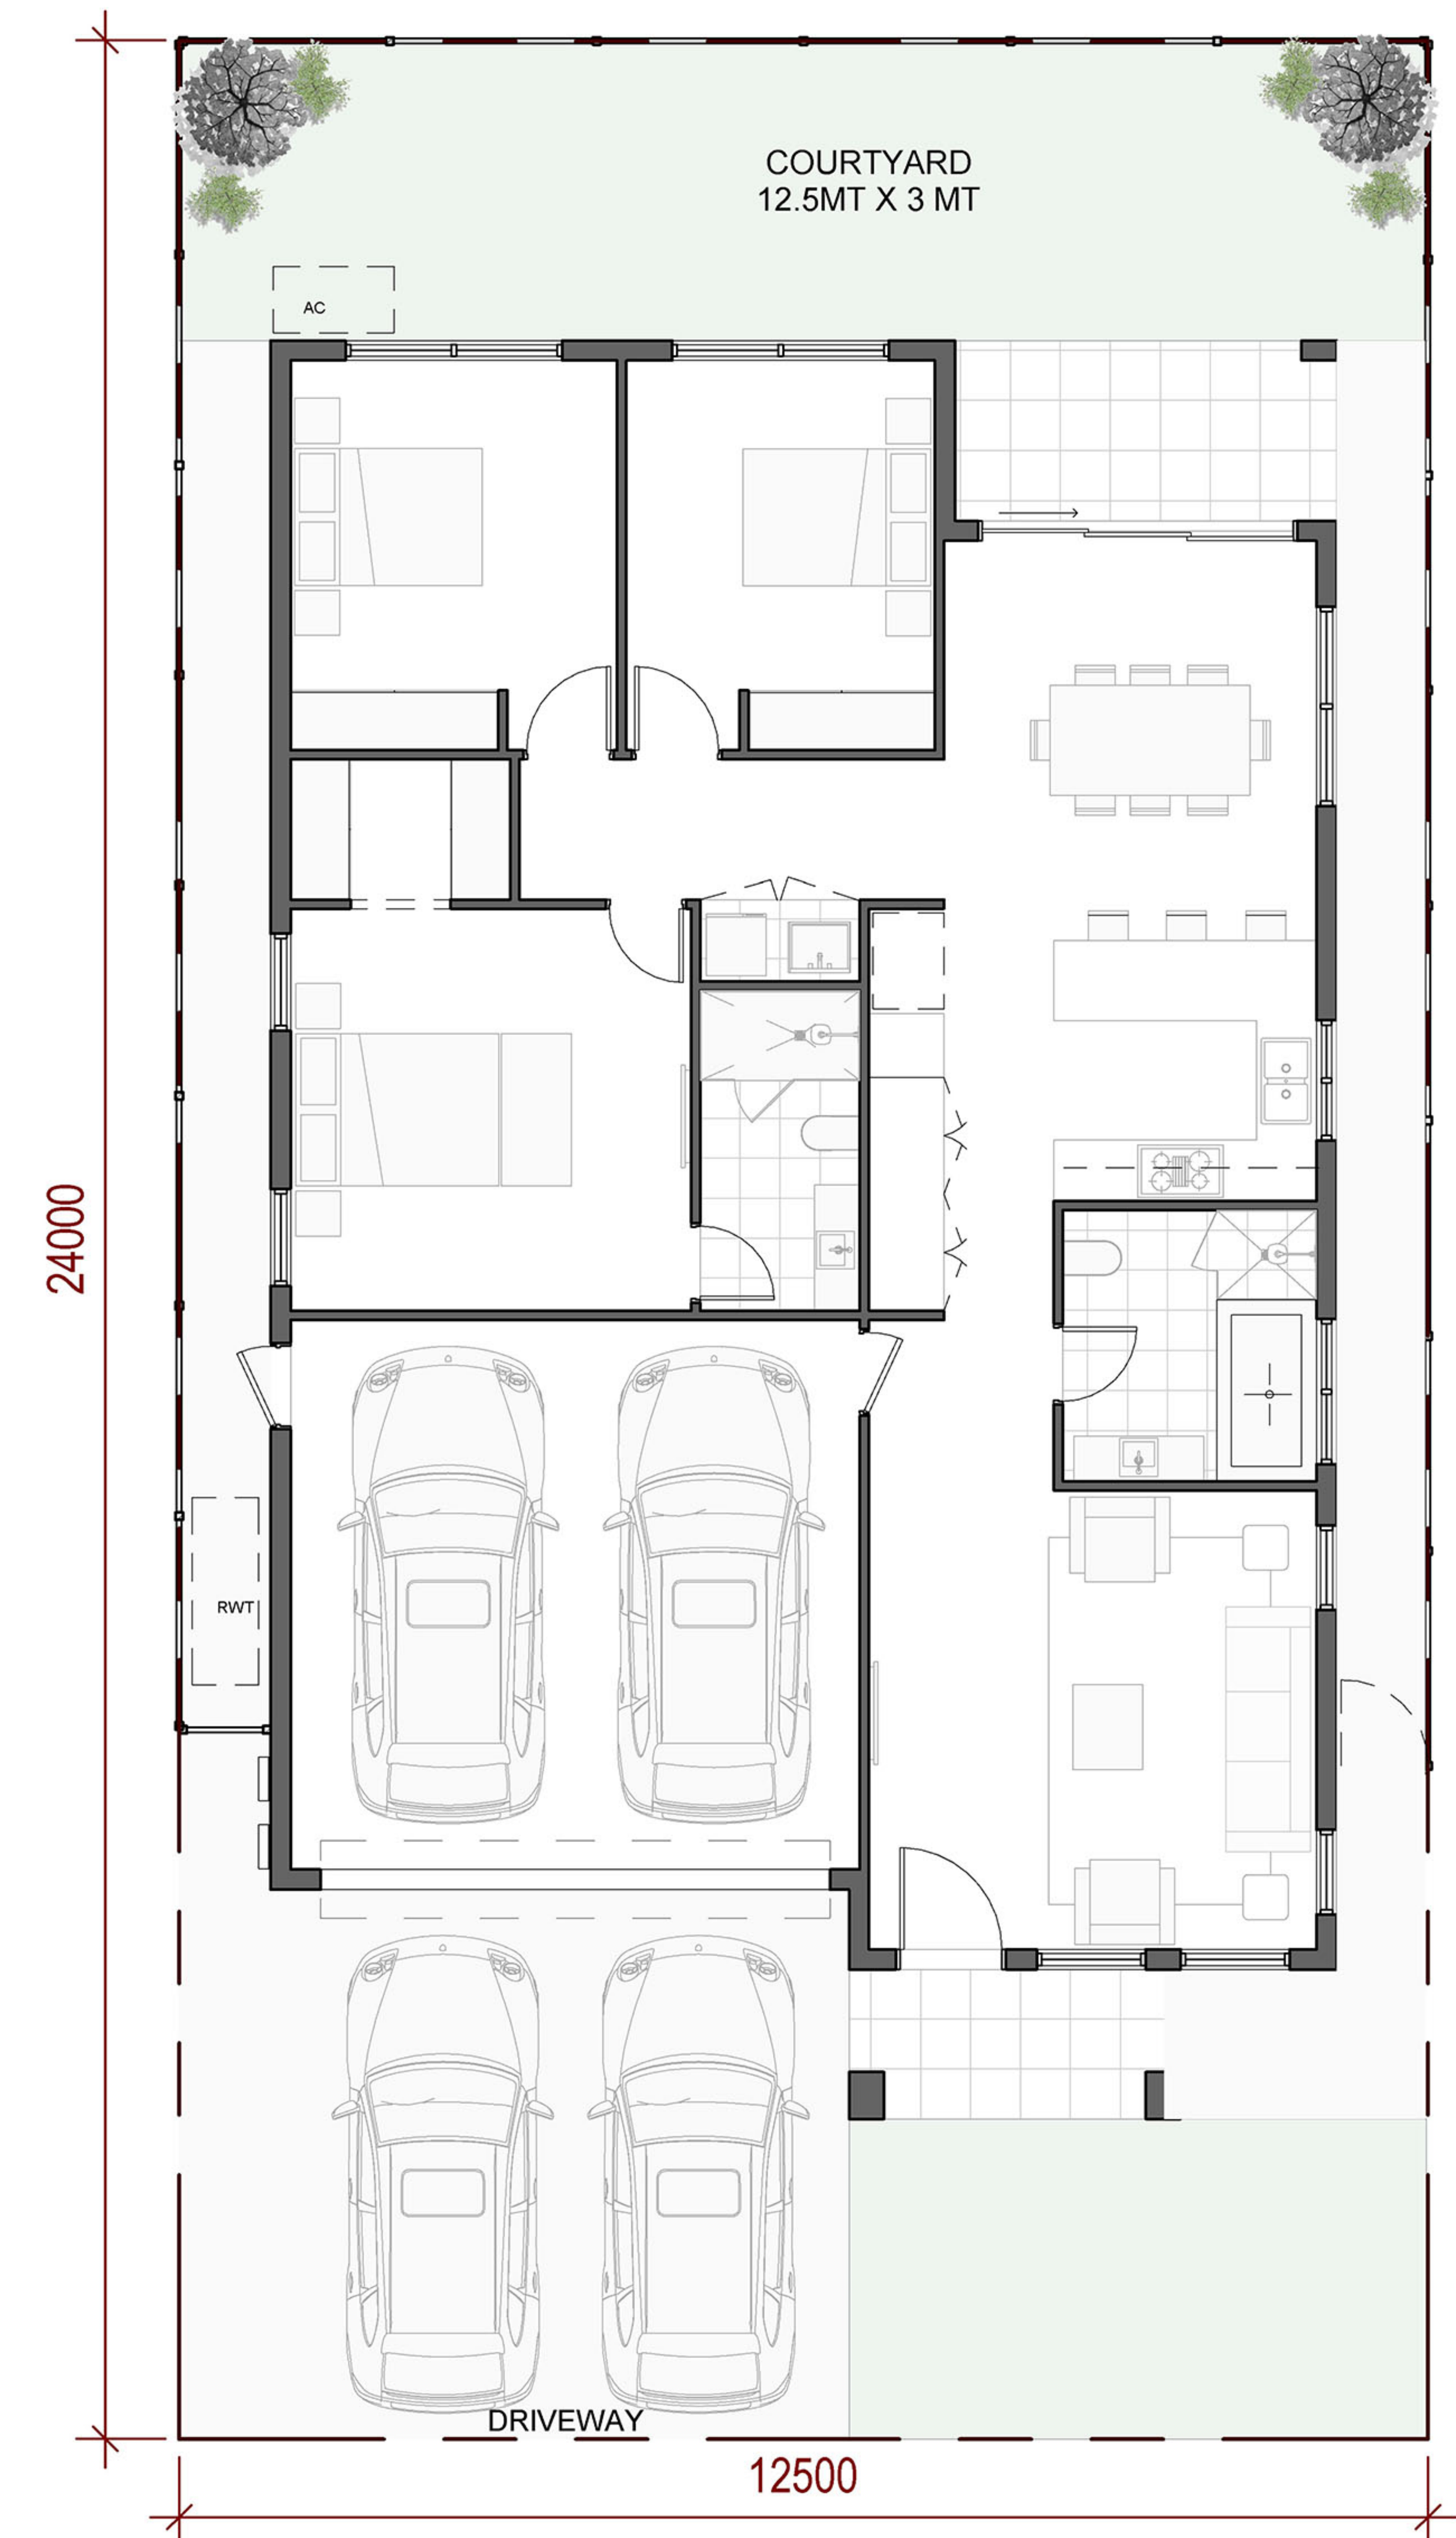 COURTYARD
12.5MT X 3 MT
AC
24000
RWT
DRIVEWAY
12500